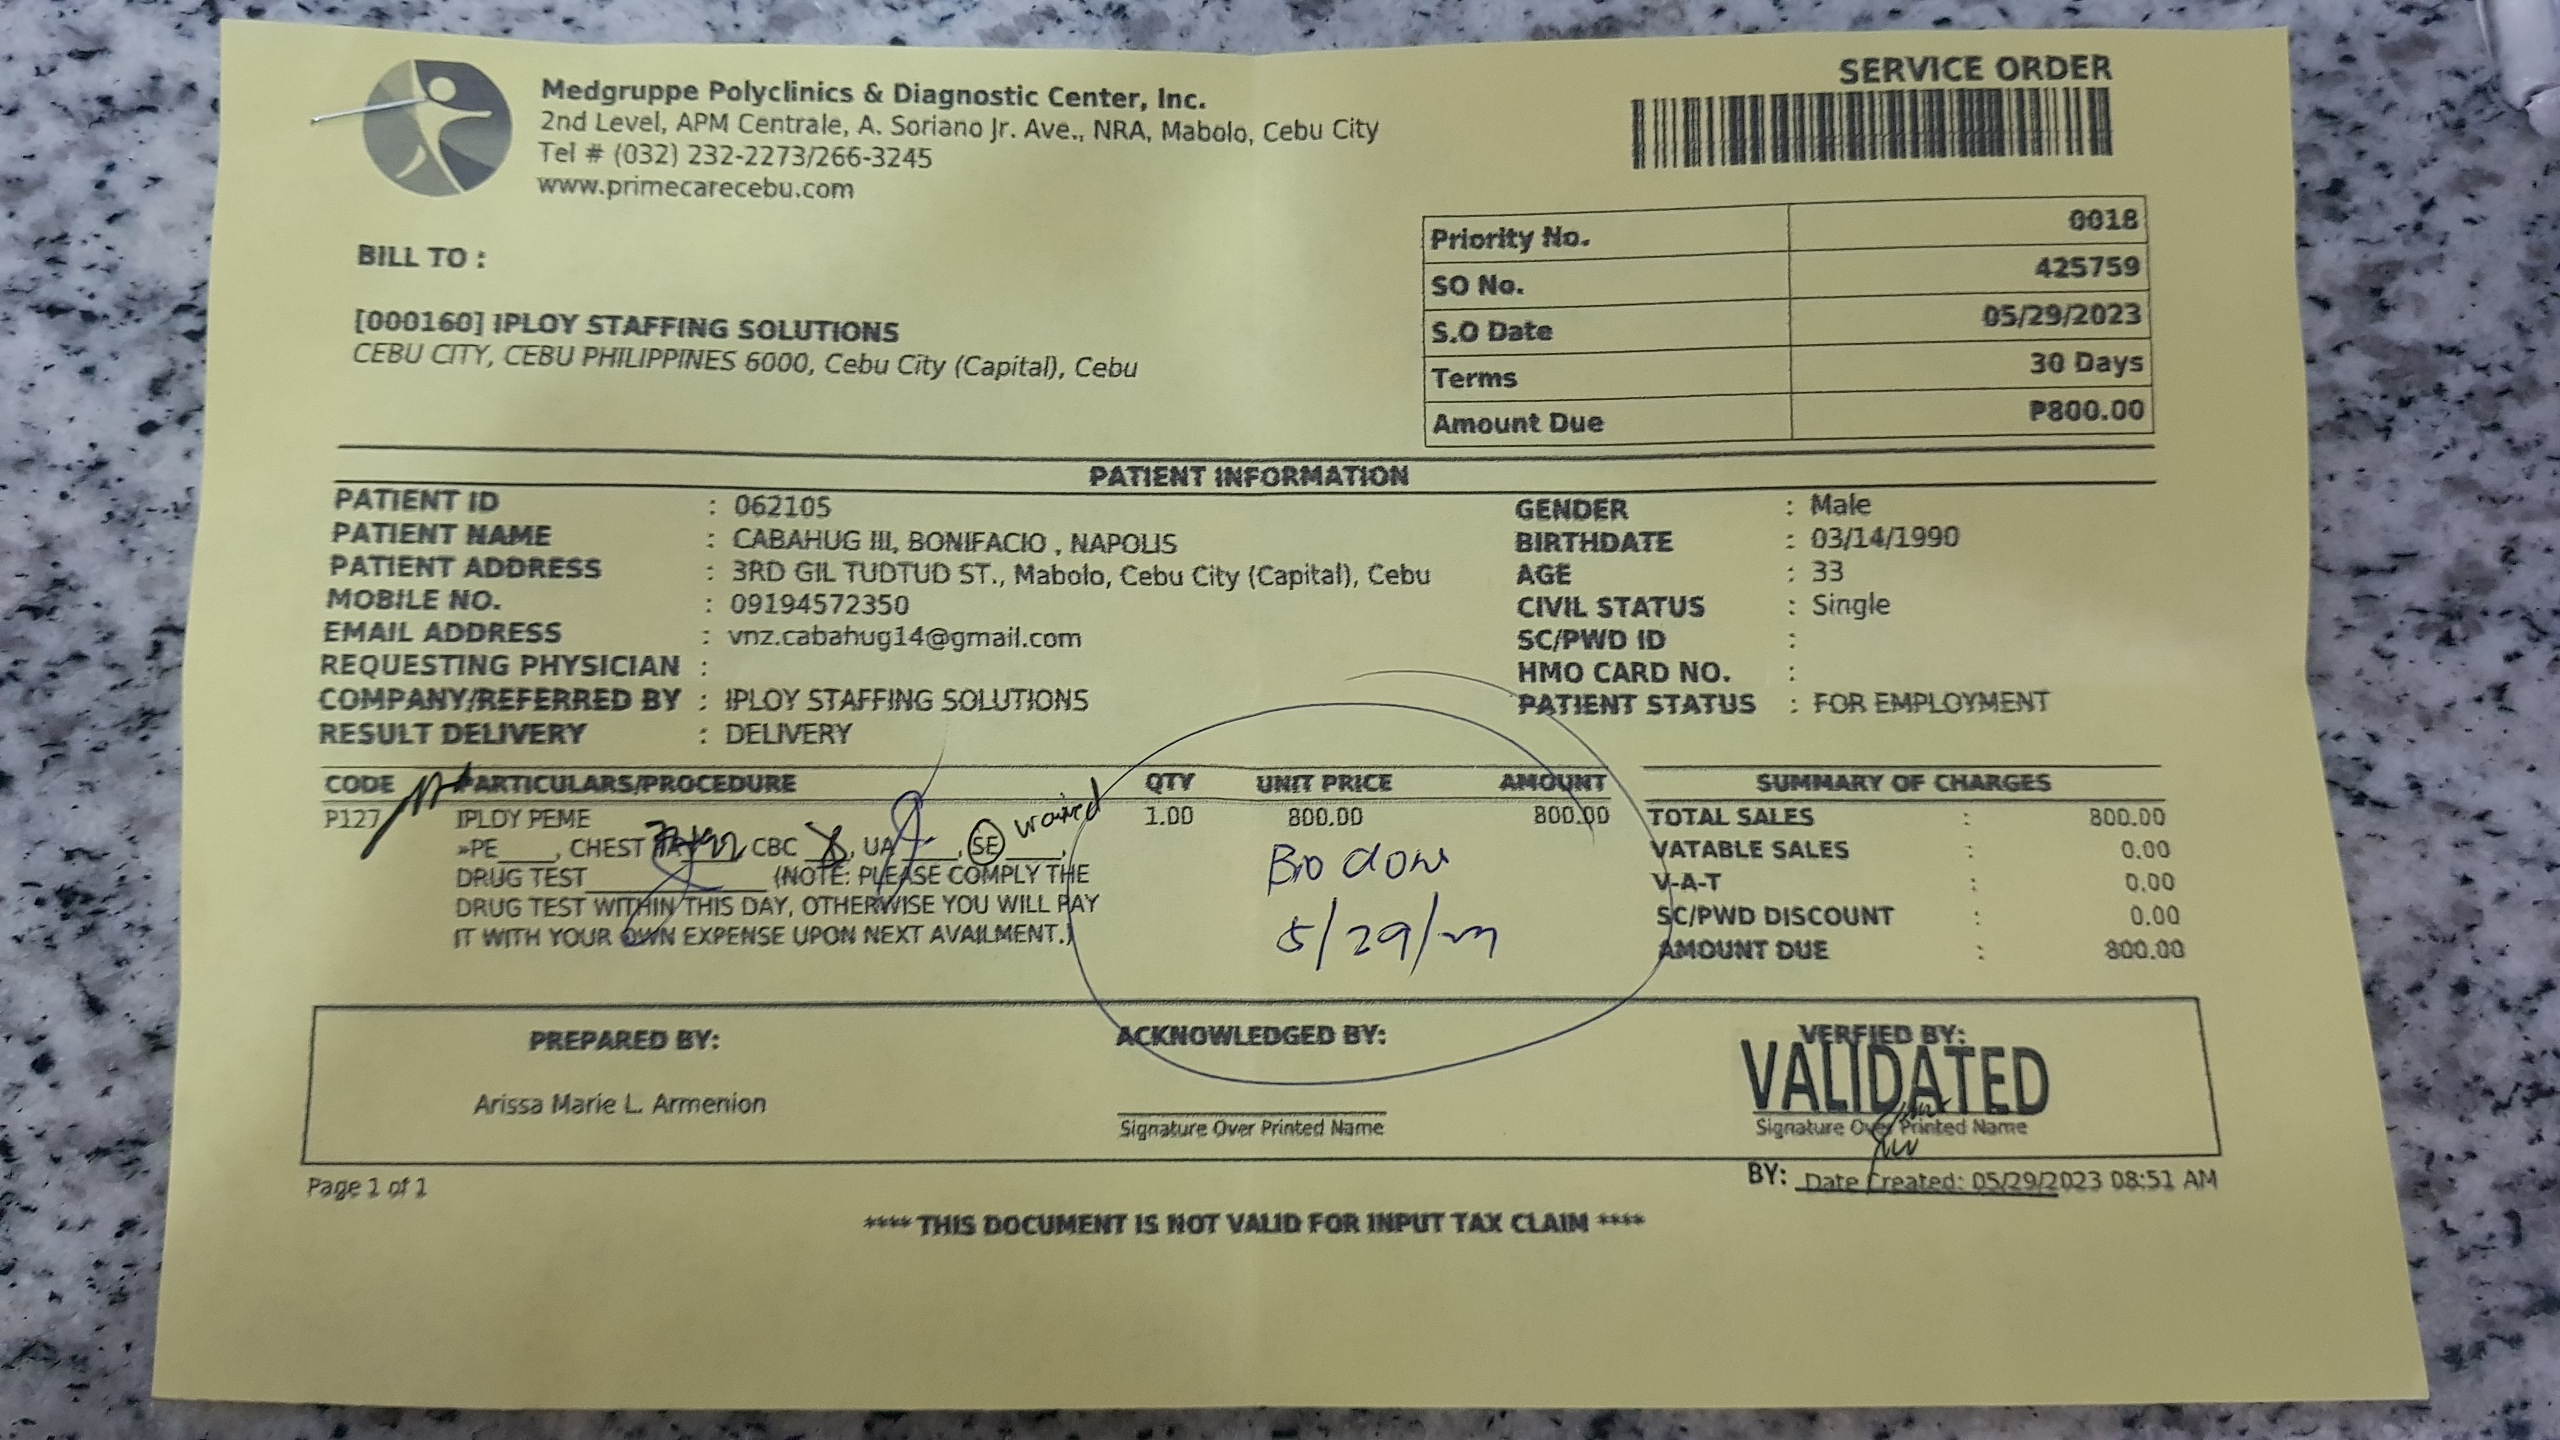 SERVICE ORDER
Medgruppe Polyclinics & Diagnostic Center, Inc.
2nd Level, APM Centrale, A. Soriano Jr. Ave., NRA, Mabolo, Cebu City
Tel # (032) 232-2273/266-3245
www.primecarecebu.com
Priority No. 0018
SO No. 425759
S.O Date 05/29/2023
Terms 30 Days
Amount Due ₱800.00
BILL TO :
[000160] IPLOY STAFFING SOLUTIONS
CEBU CITY, CEBU PHILIPPINES 6000, Cebu City (Capital), Cebu
PATIENT INFORMATION
PATIENT ID : 062105
PATIENT NAME : CABAHUG III, BONIFACIO , NAPOLIS
PATIENT ADDRESS : 3RD GIL TUDTUD ST., Mabolo, Cebu City (Capital), Cebu
MOBILE NO. : 09194572350
EMAIL ADDRESS : vnz.cabahug14@gmail.com
REQUESTING PHYSICIAN :
COMPANY/REFERRED BY : IPLOY STAFFING SOLUTIONS
RESULT DELIVERY : DELIVERY
GENDER : Male
BIRTHDATE : 03/14/1990
AGE : 33
CIVIL STATUS : Single
SC/PWD ID :
HMO CARD NO. :
PATIENT STATUS : FOR EMPLOYMENT
CODE PARTICULARS/PROCEDURE QTY UNIT PRICE AMOUNT
P127 IPLOY PEME 1.00 800.00 800.00
»PE____, CHEST CBC ____, UA ____, SE ____, waived
DRUG TEST____________ (NOTE: PLEASE COMPLY THE
DRUG TEST WITHIN THIS DAY, OTHERWISE YOU WILL PAY
IT WITH YOUR OWN EXPENSE UPON NEXT AVAILMENT.)
5/29/
SUMMARY OF CHARGES
TOTAL SALES : 800.00
VATABLE SALES : 0.00
V-A-T : 0.00
SC/PWD DISCOUNT : 0.00
AMOUNT DUE : 800.00
PREPARED BY:
Arissa Marie L. Armenion
ACKNOWLEDGED BY:
Signature Over Printed Name
VERFIED BY:
VALIDATED
Signature Over Printed Name
BY:
Page 1 of 1
Date Created: 05/29/2023 08:51 AM
**** THIS DOCUMENT IS NOT VALID FOR INPUT TAX CLAIM ****